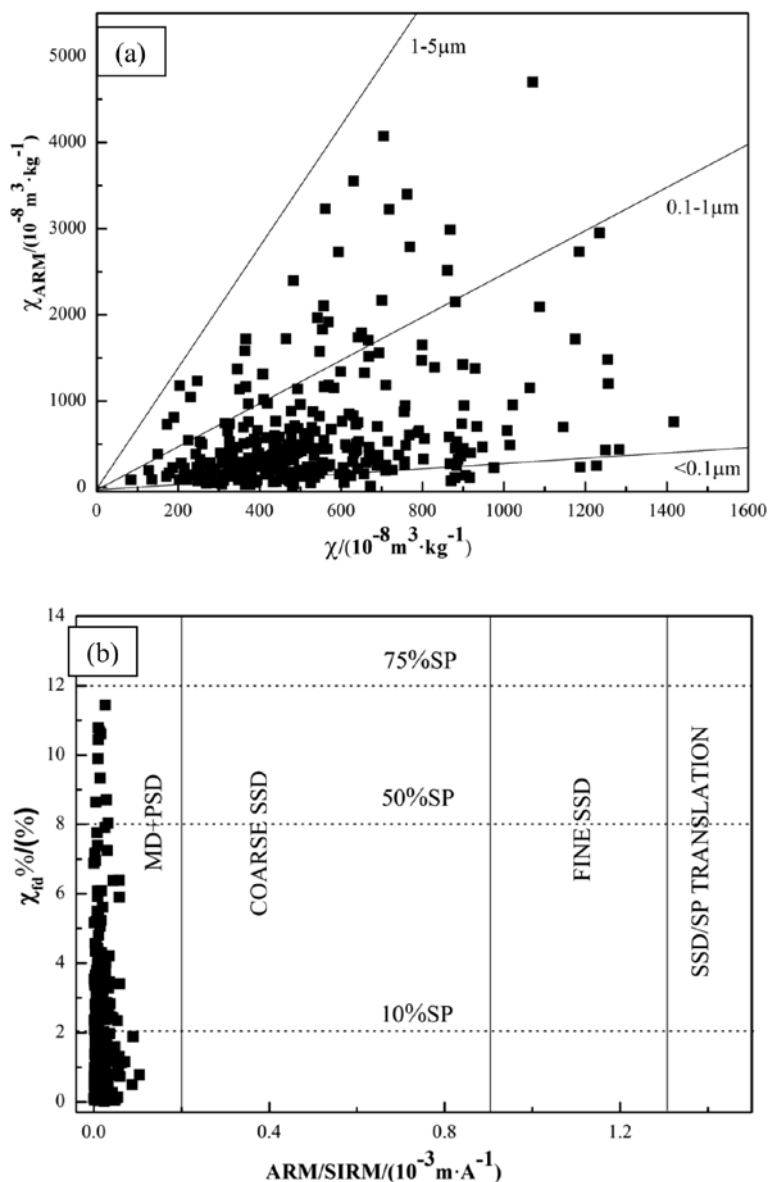 (a)
1-5μm
0.1-1μm
<0.1μm
χARM/(10⁻⁸m³·kg⁻¹)
5000
4000
3000
2000
1000
0
0 200 400 600 800 1000 1200 1400 1600
χ/(10⁻⁸m³·kg⁻¹)
(b)
75%SP
50%SP
10%SP
MD+PSD
COARSE SSD
FINE SSD
SSD/SP TRANSLATION
χfd%/(%)
14
12
10
8
6
4
2
0
0.0 0.4 0.8 1.2
ARM/SIRM/(10⁻³m·A⁻¹)